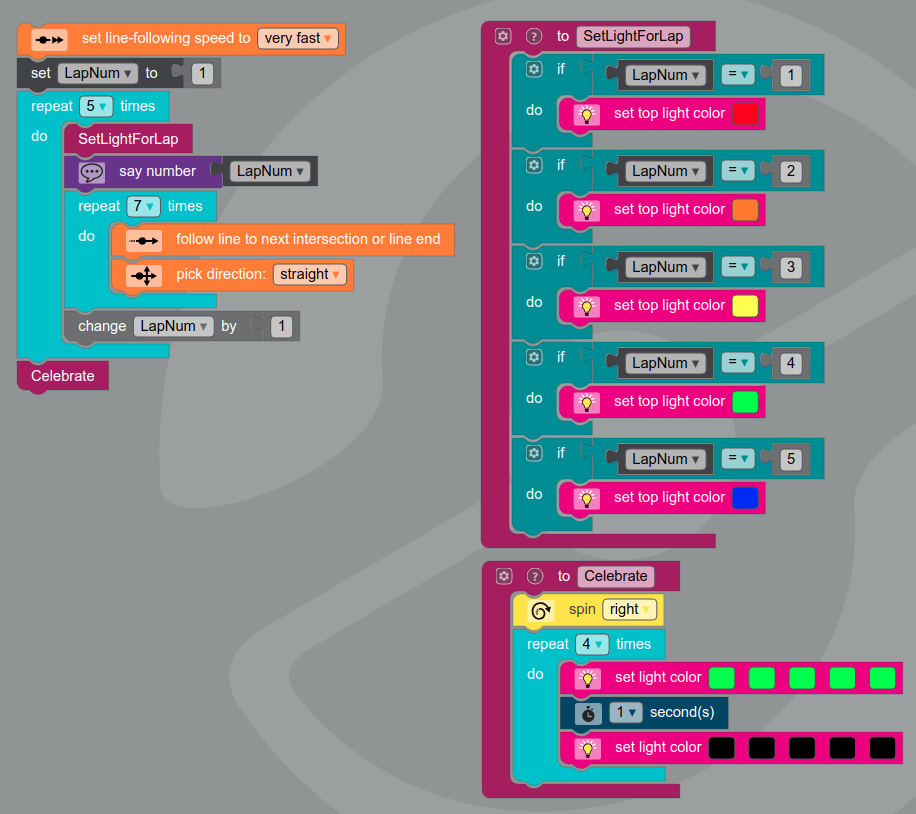 set line-following speed to very fast
set LapNum to 1
repeat 5 times
do
SetLightForLap
say number LapNum
repeat 7 times
do
follow line to next intersection or line end
pick direction: straight
change LapNum by 1
Celebrate
? to SetLightForLap
if LapNum = 1
do set top light color
if LapNum = 2
do set top light color
if LapNum = 3
do set top light color
if LapNum = 4
do set top light color
if LapNum = 5
do set top light color
? to Celebrate
spin right
repeat 4 times
do
set light color
1 second(s)
set light color